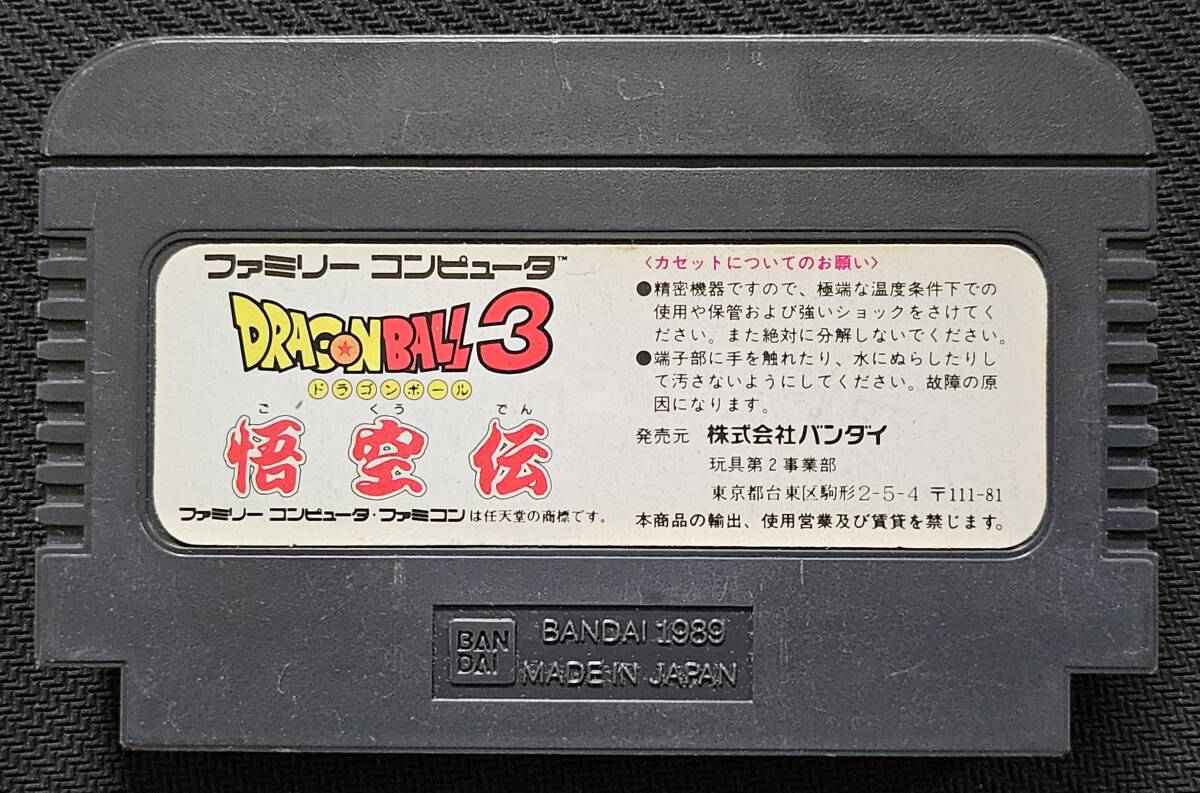 ファミリー コンピュータ™
DRAGON BALL 3
ドラゴンボール
ご くう でん
悟空伝
ファミリー コンピュータ・ファミコンは任天堂の商標です。
〈カセットについてのお願い〉
●精密機器ですので、極端な温度条件下での
使用や保管および強いショックをさけてく
ださい。また絶対に分解しないでください。
●端子部に手を触れたり、水にぬらしたりし
て汚さないようにしてください。故障の原
因になります。
発売元 株式会社バンダイ
玩具第2事業部
東京都台東区駒形2-5-4 〒111-81
本商品の輸出、使用営業及び賃貸を禁じます。
BAN
DAI
BANDAI 1989
MADE IN JAPAN